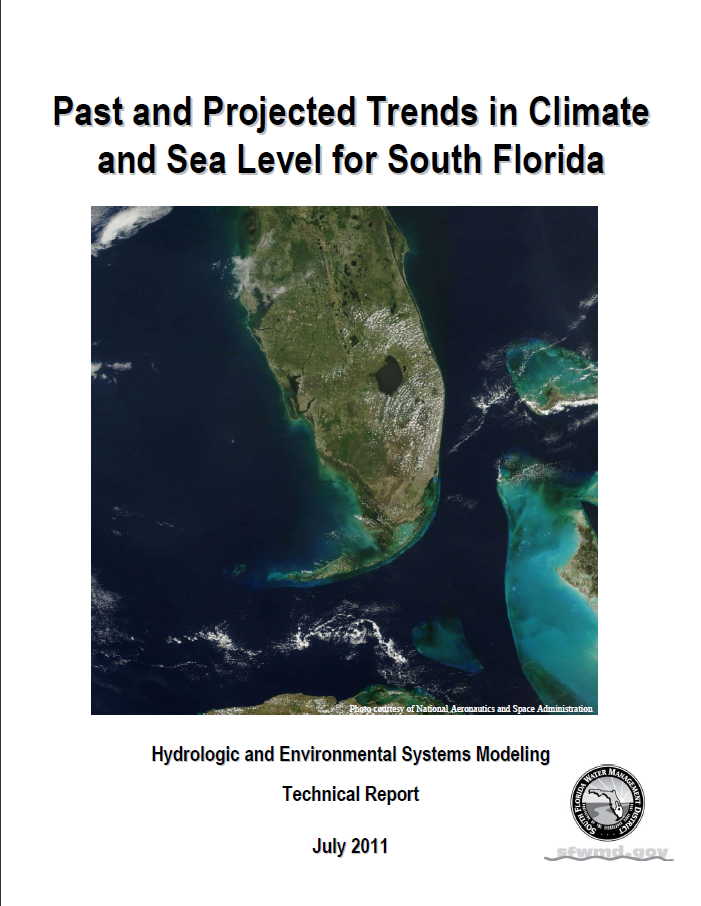 Past and Projected Trends in Climate
and Sea Level for South Florida
Photo courtesy of National Aeronautics and Space Administration
Hydrologic and Environmental Systems Modeling
Technical Report
July 2011
SOUTH FLORIDA WATER MANAGEMENT DISTRICT
sfwmd.gov